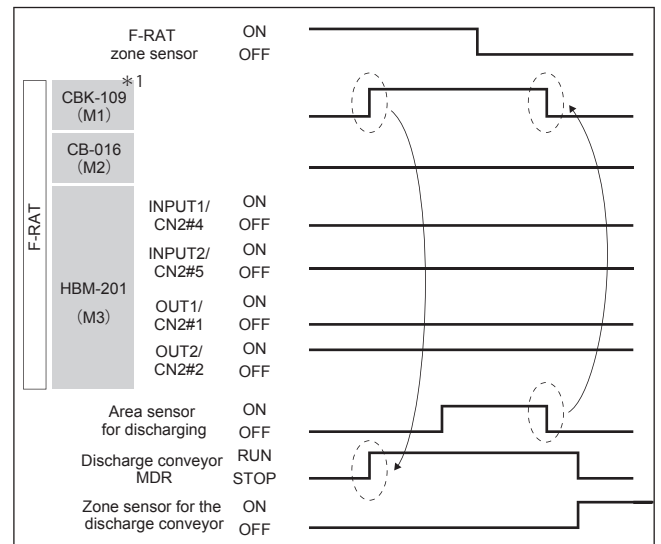 F-RAT
zone sensor
ON
OFF
F-RAT
*1
CBK-109
(M1)
CB-016
(M2)
HBM-201
(M3)
INPUT1/
CN2#4
ON
OFF
INPUT2/
CN2#5
ON
OFF
OUT1/
CN2#1
ON
OFF
OUT2/
CN2#2
ON
OFF
Area sensor
for discharging
ON
OFF
Discharge conveyor
MDR
RUN
STOP
Zone sensor for the
discharge conveyor
ON
OFF